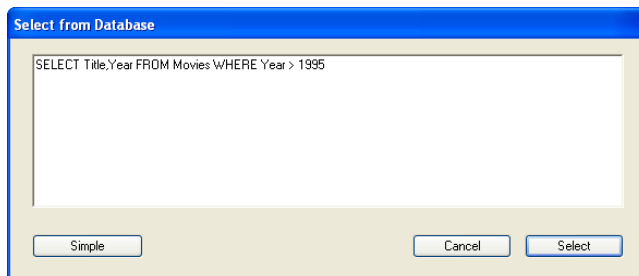 Select from Database
SELECT Title,Year FROM Movies WHERE Year > 1995
Simple
Cancel
Select